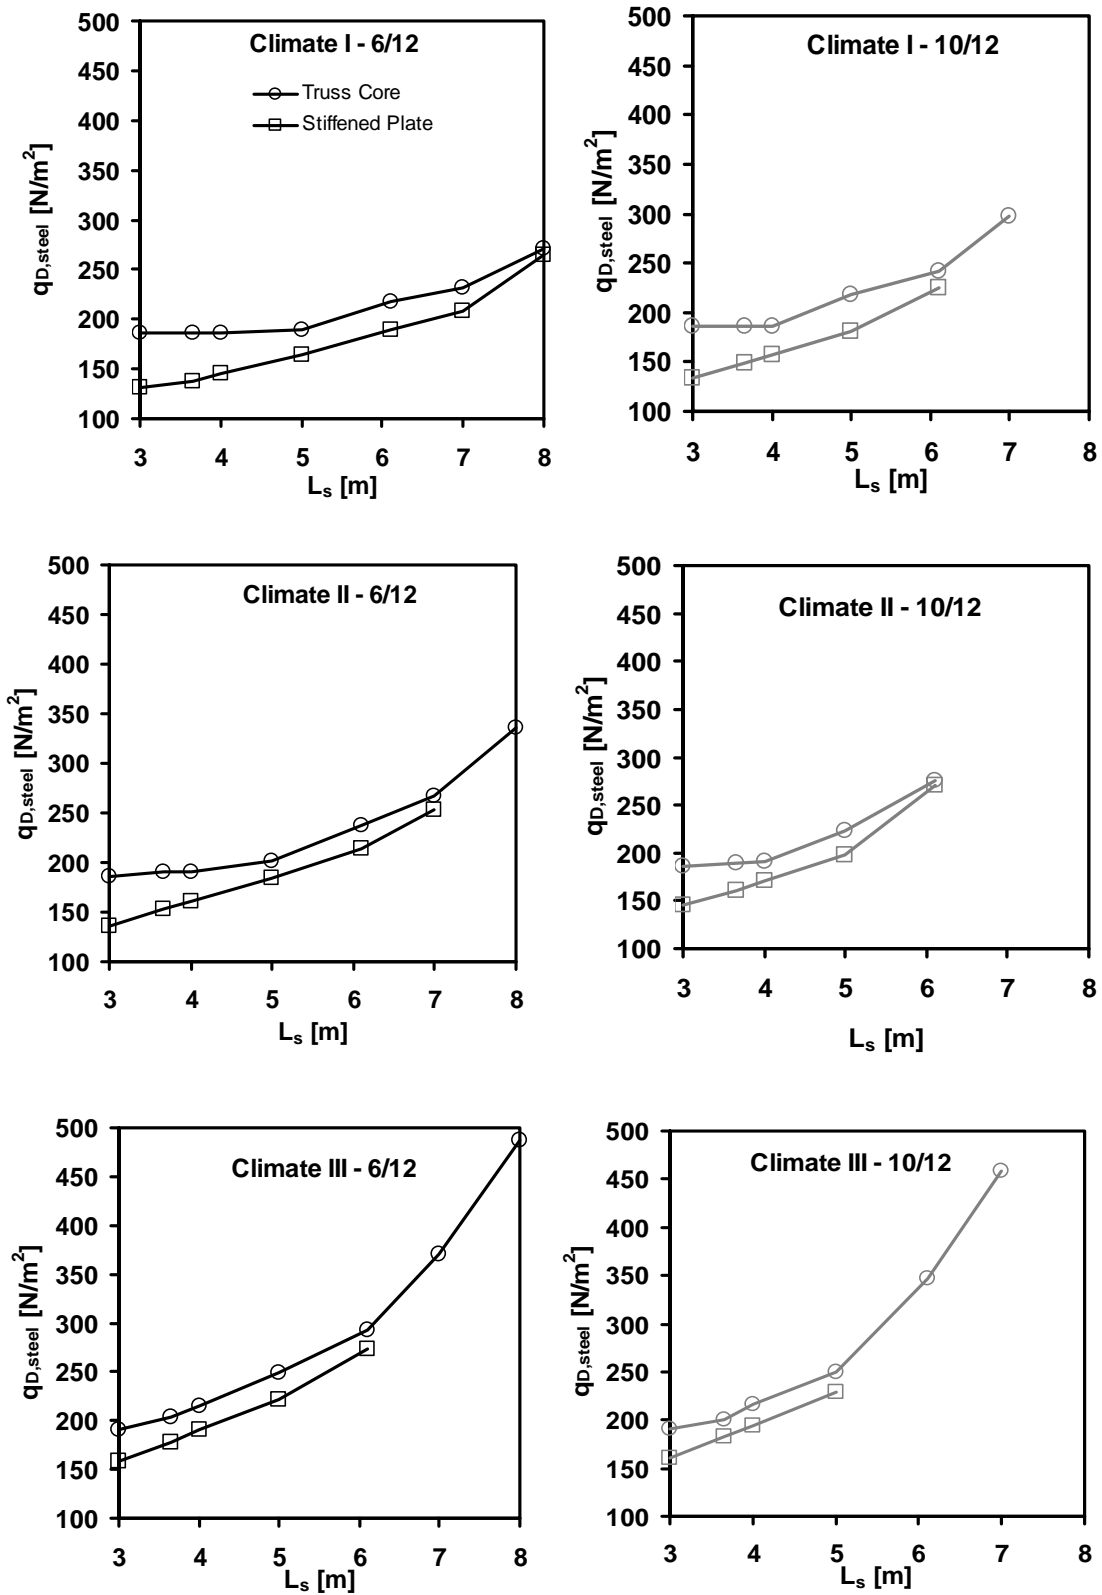 Climate I - 6/12
Truss Core
Stiffened Plate
500
450
400
350
300
250
200
150
100
3 4 5 6 7 8
qD,steel [N/m2]
Ls [m]
Climate I - 10/12
500
450
400
350
300
250
200
150
100
3 4 5 6 7 8
qD,steel [N/m2]
Ls [m]
Climate II - 6/12
500
450
400
350
300
250
200
150
100
3 4 5 6 7 8
qD,steel [N/m2]
Ls [m]
Climate II - 10/12
500
450
400
350
300
250
200
150
100
3 4 5 6 7 8
qD,steel [N/m2]
Ls [m]
Climate III - 6/12
500
450
400
350
300
250
200
150
100
3 4 5 6 7 8
qD,steel [N/m2]
Ls [m]
Climate III - 10/12
500
450
400
350
300
250
200
150
100
3 4 5 6 7 8
qD,steel [N/m2]
Ls [m]